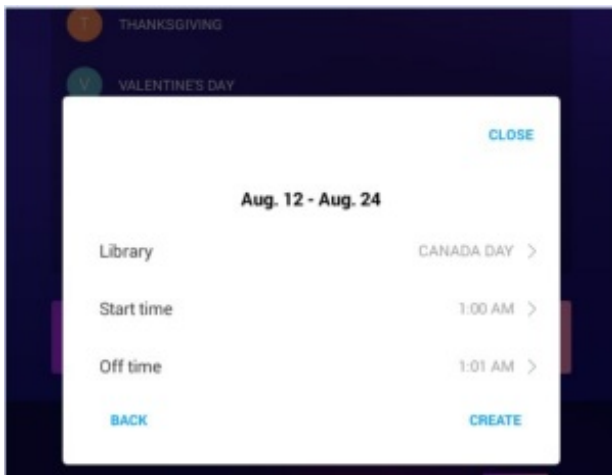 T THANKSGIVING
V VALENTINE'S DAY
CLOSE
Aug. 12 - Aug. 24
Library CANADA DAY >
Start time 1:00 AM >
Off time 1:01 AM >
BACK CREATE